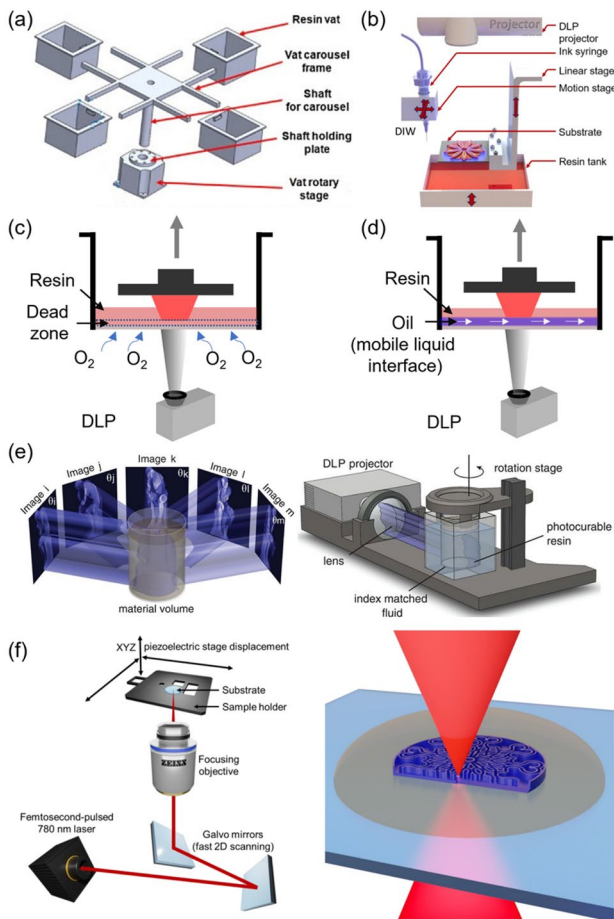 (a)
Resin vat
Vat carousel
frame
Shaft
for carousel
Shaft holding
plate
Vat rotary
stage
(b)
Projector
DLP
projector
Ink syringe
Linear stage
Motion stage
DIW
Substrate
Resin tank
(c)
Resin
Dead
zone
O2
O2
O2
O2
DLP
(d)
Resin
Oil
(mobile liquid
interface)
DLP
(e)
Image i
θi
Image j
θj
Image k
θk
Image l
θl
Image m
θm
material volume
DLP projector
rotation stage
lens
photocurable
resin
index matched
fluid
(f)
XYZ
piezoelectric stage displacement
Substrate
Sample holder
ZEISS
Focusing
objective
Femtosecond-pulsed
780 nm laser
Galvo mirrors
(fast 2D scanning)